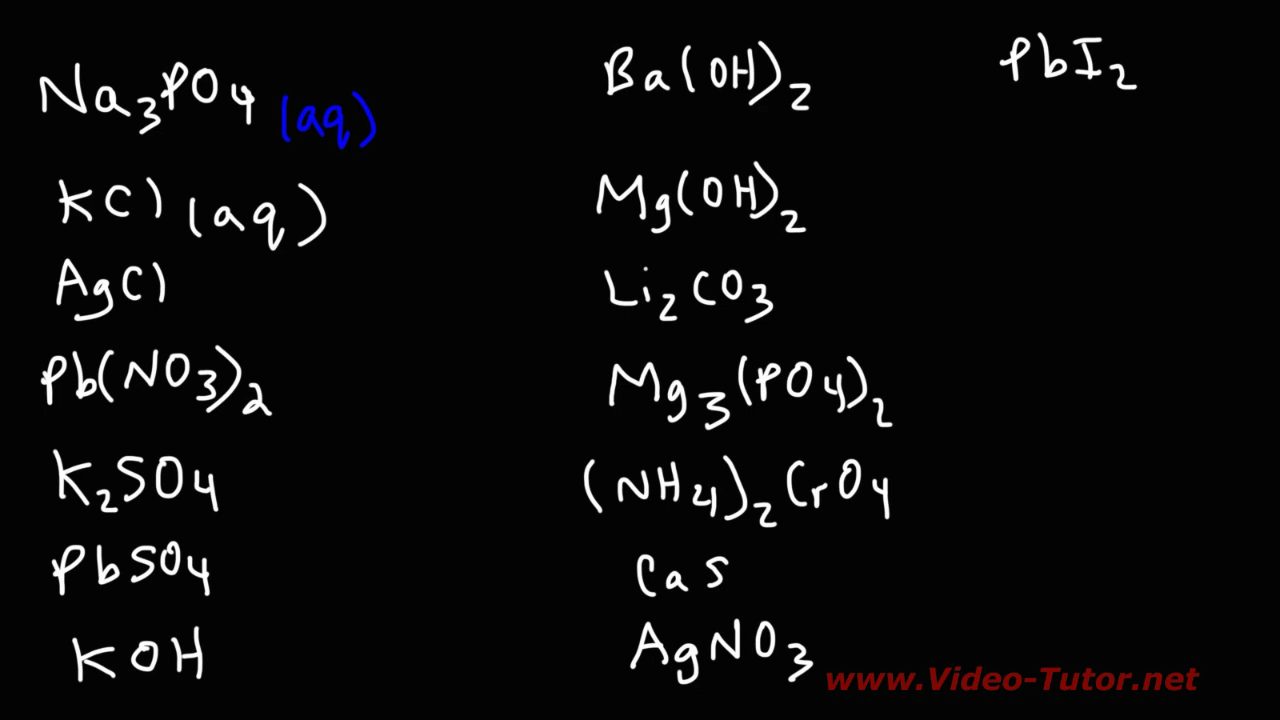 Na₃PO₄ (aq)
KCl (aq)
AgCl
Pb(NO₃)₂
K₂SO₄
PbSO₄
KOH
Ba(OH)₂
Mg(OH)₂
Li₂CO₃
Mg₃(PO₄)₂
(NH₄)₂CrO₄
CaS
AgNO₃
PbI₂
www.Video-Tutor.net